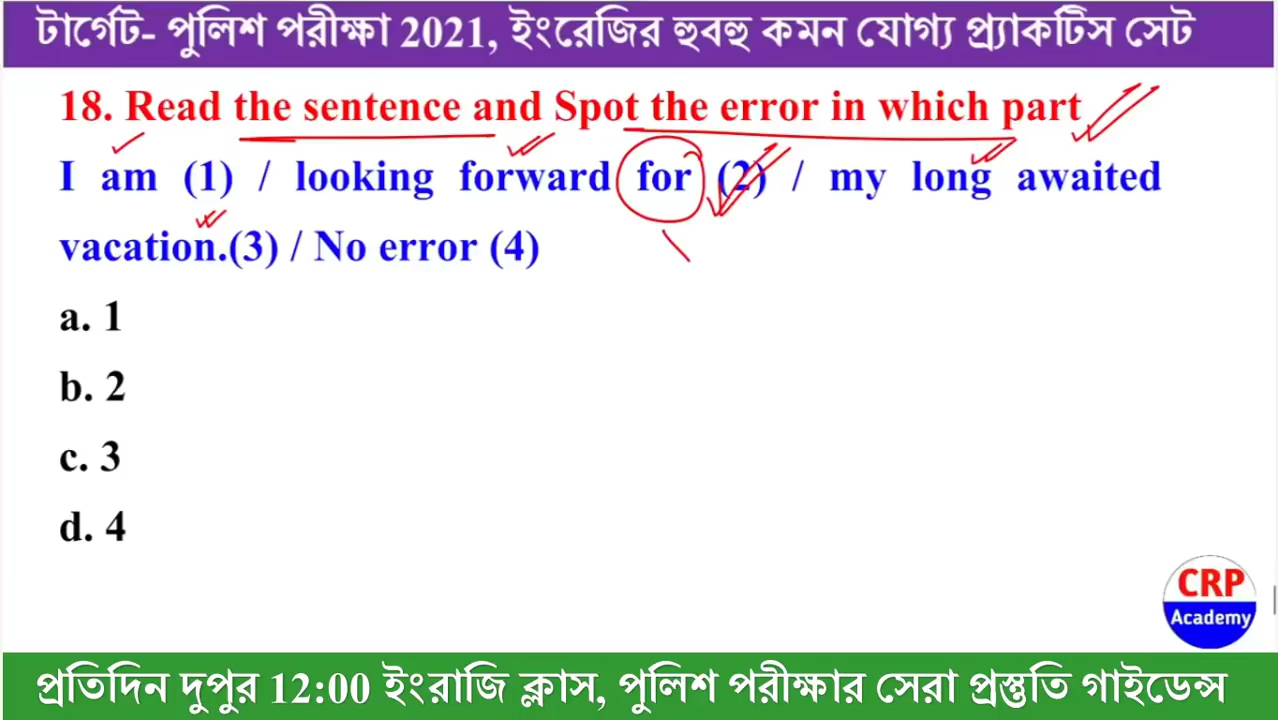 টার্গেট- পুলিশ পরীক্ষা 2021, ইংরেজির হুবহু কমন যোগ্য প্র্যাকটিস সেট
18. Read the sentence and Spot the error in which part
I am (1) / looking forward for (2) / my long awaited
vacation.(3) / No error (4)
a. 1
b. 2
c. 3
d. 4
CRP
Academy
প্রতিদিন দুপুর 12:00 ইংরাজি ক্লাস, পুলিশ পরীক্ষার সেরা প্রস্তুতি গাইডেন্স